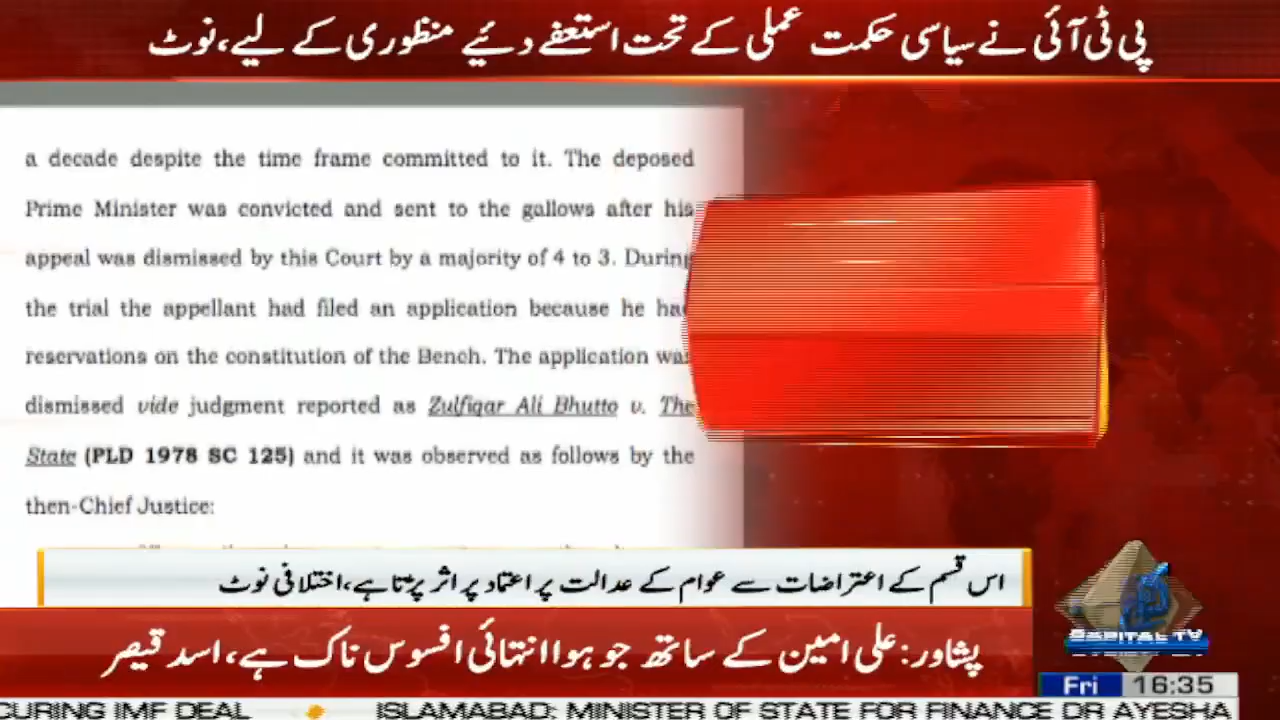 پی ٹی آئی نے سیاسی حکمت عملی کے تحت استعفے دئیے منظوری کے لیے،نوٹ
a decade despite the time frame committed to it. The deposed
Prime Minister was convicted and sent to the gallows after his
appeal was dismissed by this Court by a majority of 4 to 3. During
the trial the appellant had filed an application because he had
reservations on the constitution of the Bench. The application was
dismissed vide judgment reported as Zulfiqar Ali Bhutto v. The
State (PLD 1978 SC 125) and it was observed as follows by the
then-Chief Justice:
اس قسم کے اعتراضات سے عوام کے عدالت پر اعتماد پر اثر پڑتا ہے،اختلافی نوٹ
پشاور:علی امین کے ساتھ جو ہوا انتہائی افسوس ناک ہے، اسد قیصر
CAPITAL TV
Fri 16:35
CURING IMF DEAL ISLAMABAD: MINISTER OF STATE FOR FINANCE DR AYESHA